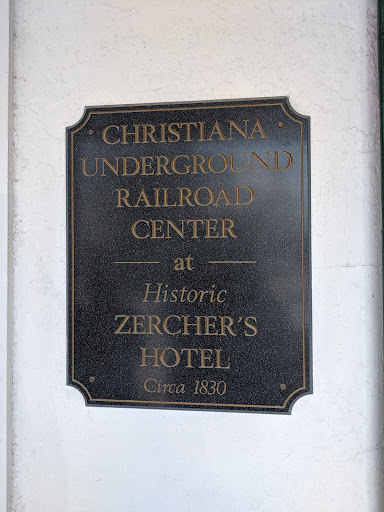 CHRISTIANA
UNDERGROUND
RAILROAD
CENTER
at
Historic
ZERCHER'S
HOTEL
Circa 1830